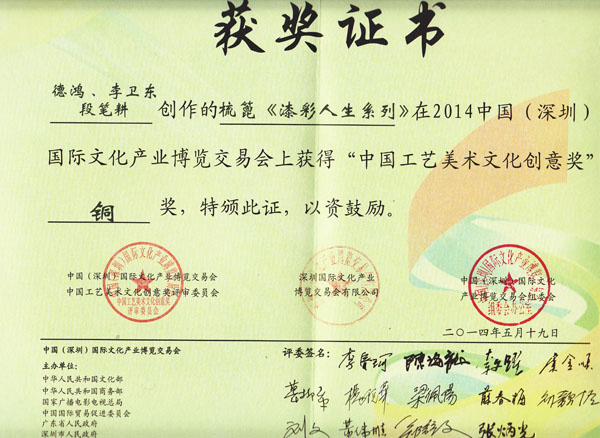 获奖证书
德鸿、李卫东
段笔耕 创作的梳篦《漆彩人生系列》在2014中国（深圳）
国际文化产业博览交易会上获得“中国工艺美术文化创意奖”
铜 奖，特颁此证，以资鼓励。
中国（深圳）国际文化产业博览交易会
中国工艺美术文化创意奖评审委员会
深圳国际文化产业
博览交易会有限公司
中国（深圳）国际文化
产业博览交易会组委会
二〇一四年五月十九日
中国（深圳）国际文化产业博览交易会
主办单位：
中华人民共和国文化部
中华人民共和国商务部
国家广播电影电视总局
中国国际贸易促进委员会
广东省人民政府
深圳市人民政府
评委签名：